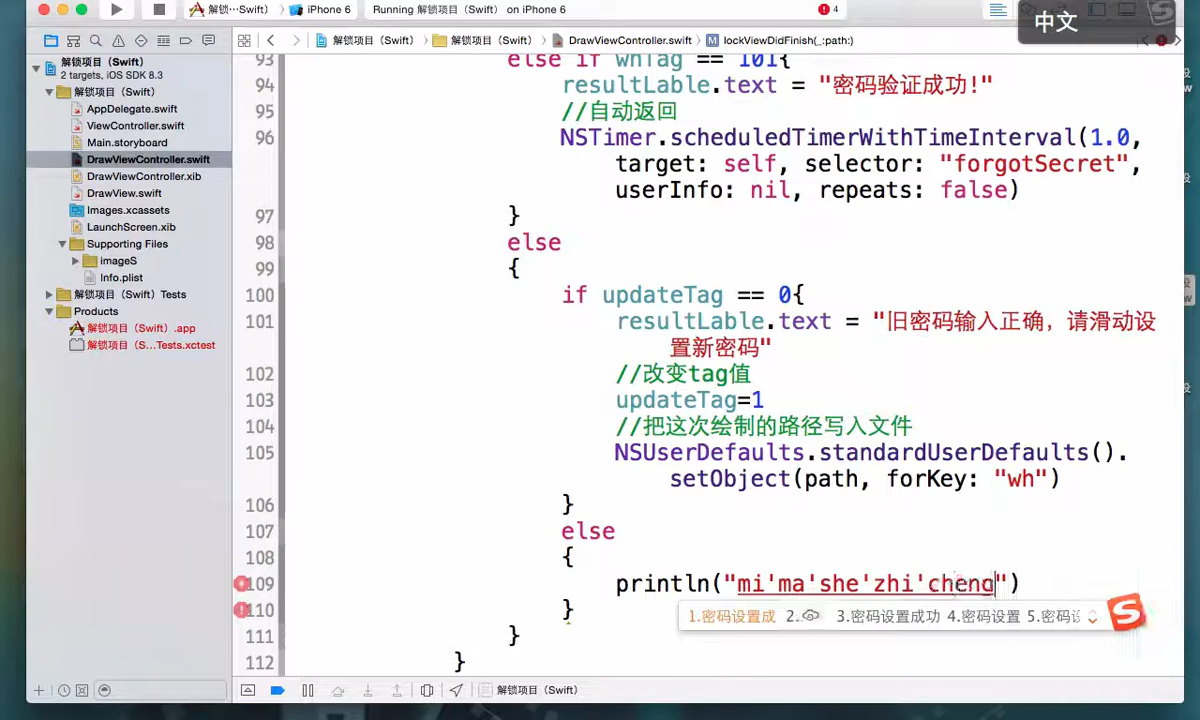 解锁···Swift） 〉 iPhone 6
Running 解锁项目（Swift） on iPhone 6
4
中文
解锁项目（Swift） 〉 解锁项目（Swift） 〉 DrawViewController.swift 〉 M lockViewDidFinish(_:path:)
解锁项目（Swift）
2 targets, iOS SDK 8.3
解锁项目（Swift）
AppDelegate.swift
ViewController.swift
Main.storyboard
DrawViewController.swift
DrawViewController.xib
DrawView.swift
Images.xcassets
LaunchScreen.xib
Supporting Files
imageS
Info.plist
解锁项目（Swift）Tests
Products
解锁项目（Swift）.app
解锁项目（S...Tests.xctest
93 else if whTag == 101{
94 resultLable.text = "密码验证成功!"
95 //自动返回
96 NSTimer.scheduledTimerWithTimeInterval(1.0,
target: self, selector: "forgotSecret",
userInfo: nil, repeats: false)
97 }
98 else
99 {
100 if updateTag == 0{
101 resultLable.text = "旧密码输入正确，请滑动设
置新密码"
102 //改变tag值
103 updateTag=1
104 //把这次绘制的路径写入文件
105 NSUserDefaults.standardUserDefaults().
setObject(path, forKey: "wh")
106 }
107 else
108 {
109 println("mi'ma'she'zhi'cheng")
110 }
1.密码设置成 2. 3.密码设置成功 4.密码设置 5.密码设
111 }
112 }
解锁项目（Swift）